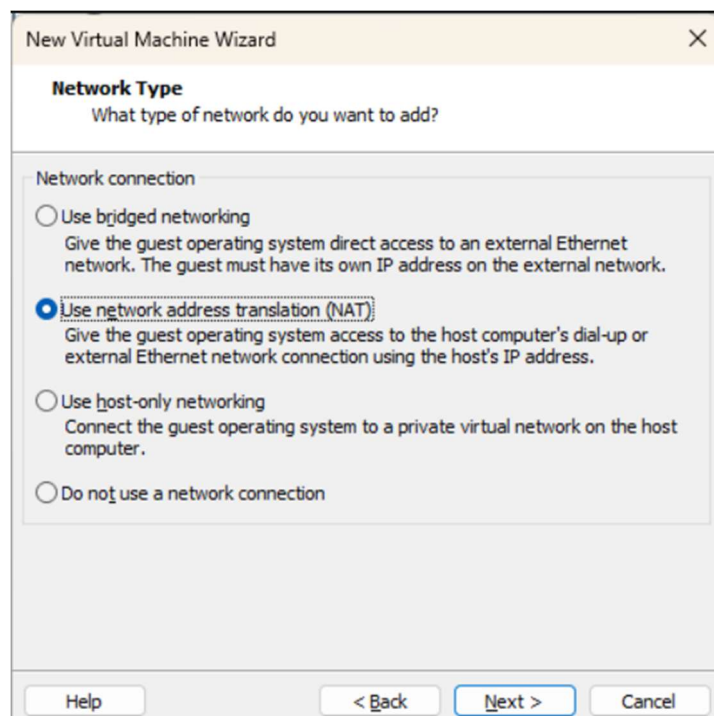 New Virtual Machine Wizard
Network Type
What type of network do you want to add?
Network connection
Use bridged networking
Give the guest operating system direct access to an external Ethernet
network. The guest must have its own IP address on the external network.
Use network address translation (NAT)
Give the guest operating system access to the host computer's dial-up or
external Ethernet network connection using the host's IP address.
Use host-only networking
Connect the guest operating system to a private virtual network on the host
computer.
Do not use a network connection
Help
< Back
Next >
Cancel